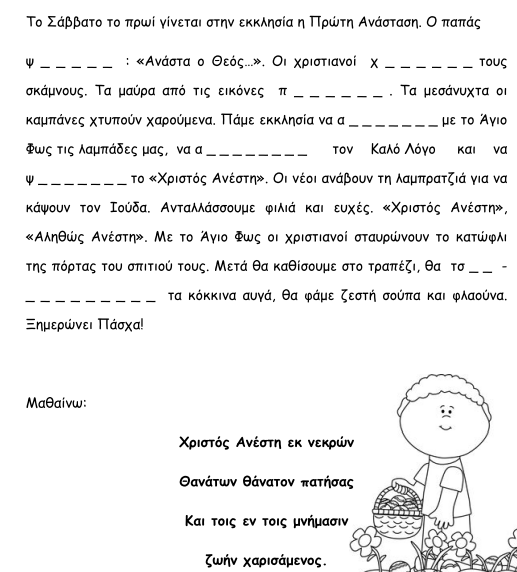 Το Σάββατο το πρωί γίνεται στην εκκλησία η Πρώτη Ανάσταση. Ο παπάς
ψ _ _ _ _ _ : «Ανάστα ο Θεός...». Οι χριστιανοί χ _ _ _ _ _ _ τους
σκάμνους. Τα μαύρα από τις εικόνες π _ _ _ _ _ _ . Τα μεσάνυχτα οι
καμπάνες χτυπούν χαρούμενα. Πάμε εκκλησία να α _ _ _ _ _ _ _ με το Άγιο
Φως τις λαμπάδες μας, να α _ _ _ _ _ _ _ _ τον Καλό Λόγο και να
ψ _ _ _ _ _ _ _ το «Χριστός Ανέστη». Οι νέοι ανάβουν τη λαμπρατζιά για να
κάψουν τον Ιούδα. Ανταλλάσσουμε φιλιά και ευχές. «Χριστός Ανέστη»,
«Αληθώς Ανέστη». Με το Άγιο Φως οι χριστιανοί σταυρώνουν το κατώφλι
της πόρτας του σπιτιού τους. Μετά θα καθίσουμε στο τραπέζι, θα τσ _ _ -
_ _ _ _ _ _ _ _ _ _ τα κόκκινα αυγά, θα φάμε ζεστή σούπα και φλαούνα.
Ξημερώνει Πάσχα!
Μαθαίνω:
Χριστός Ανέστη εκ νεκρών
Θανάτων θάνατον πατήσας
Και τοις εν τοις μνήμασιν
ζωήν χαρισάμενος.